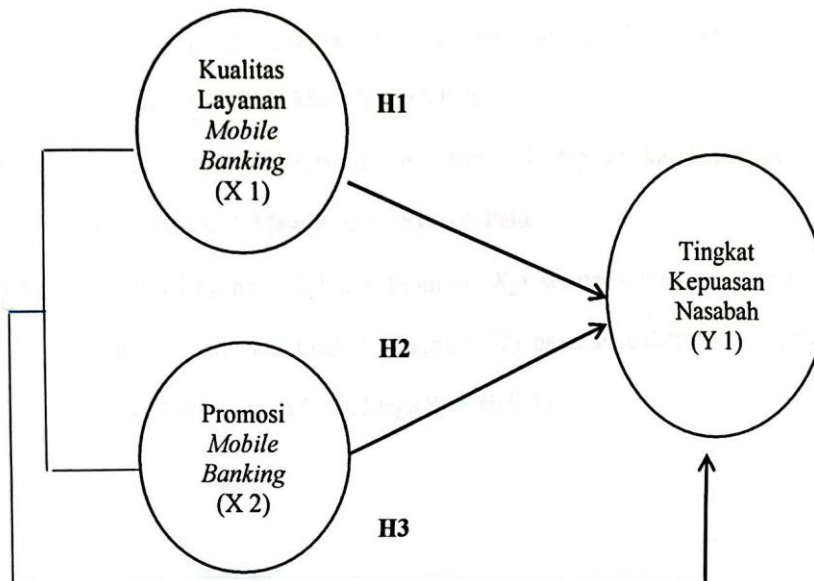 Kualitas
Layanan
Mobile
Banking
(X 1)
H1
Tingkat
Kepuasan
Nasabah
(Y 1)
H2
Promosi
Mobile
Banking
(X 2)
H3